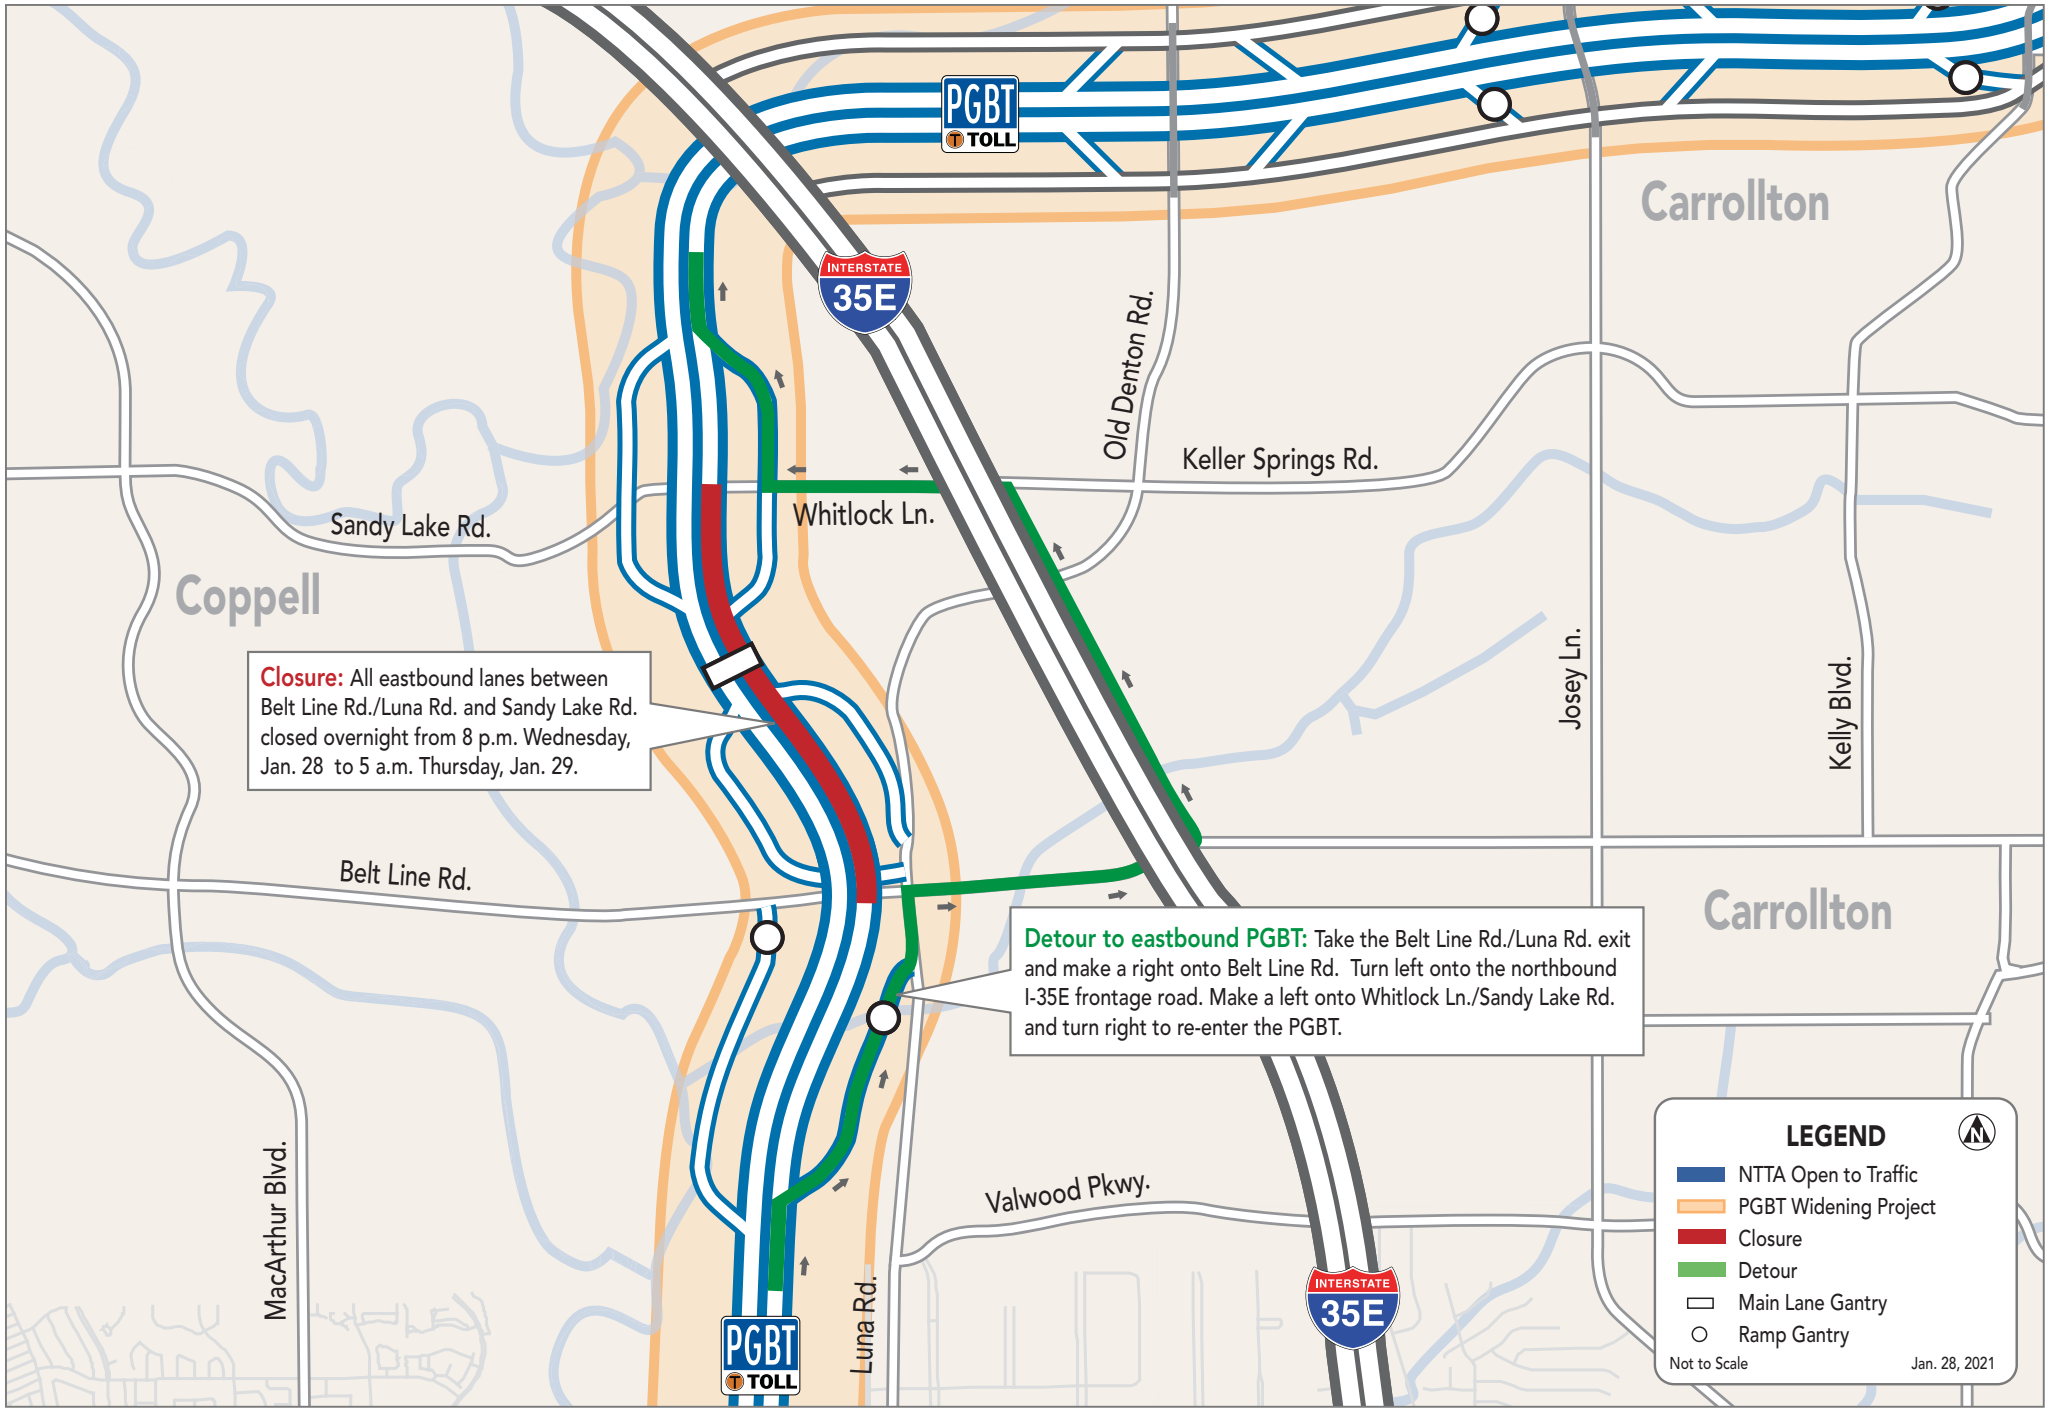 PGBT
T TOLL
Carrollton
INTERSTATE
35E
Old Denton Rd.
Keller Springs Rd.
Whitlock Ln.
Sandy Lake Rd.
Coppell
Josey Ln.
Kelly Blvd.
Closure: All eastbound lanes between
Belt Line Rd./Luna Rd. and Sandy Lake Rd.
closed overnight from 8 p.m. Wednesday,
Jan. 28 to 5 a.m. Thursday, Jan. 29.
Belt Line Rd.
Carrollton
Detour to eastbound PGBT: Take the Belt Line Rd./Luna Rd. exit
and make a right onto Belt Line Rd. Turn left onto the northbound
I-35E frontage road. Make a left onto Whitlock Ln./Sandy Lake Rd.
and turn right to re-enter the PGBT.
MacArthur Blvd.
Valwood Pkwy.
Luna Rd.
INTERSTATE
35E
PGBT
T TOLL
LEGEND
N
NTTA Open to Traffic
PGBT Widening Project
Closure
Detour
Main Lane Gantry
Ramp Gantry
Not to Scale
Jan. 28, 2021